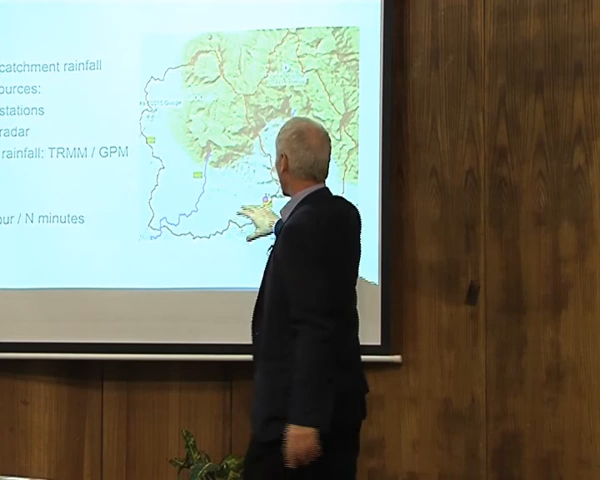 catchment rainfall
ources:
stations
radar
rainfall: TRMM / GPM
our / N minutes